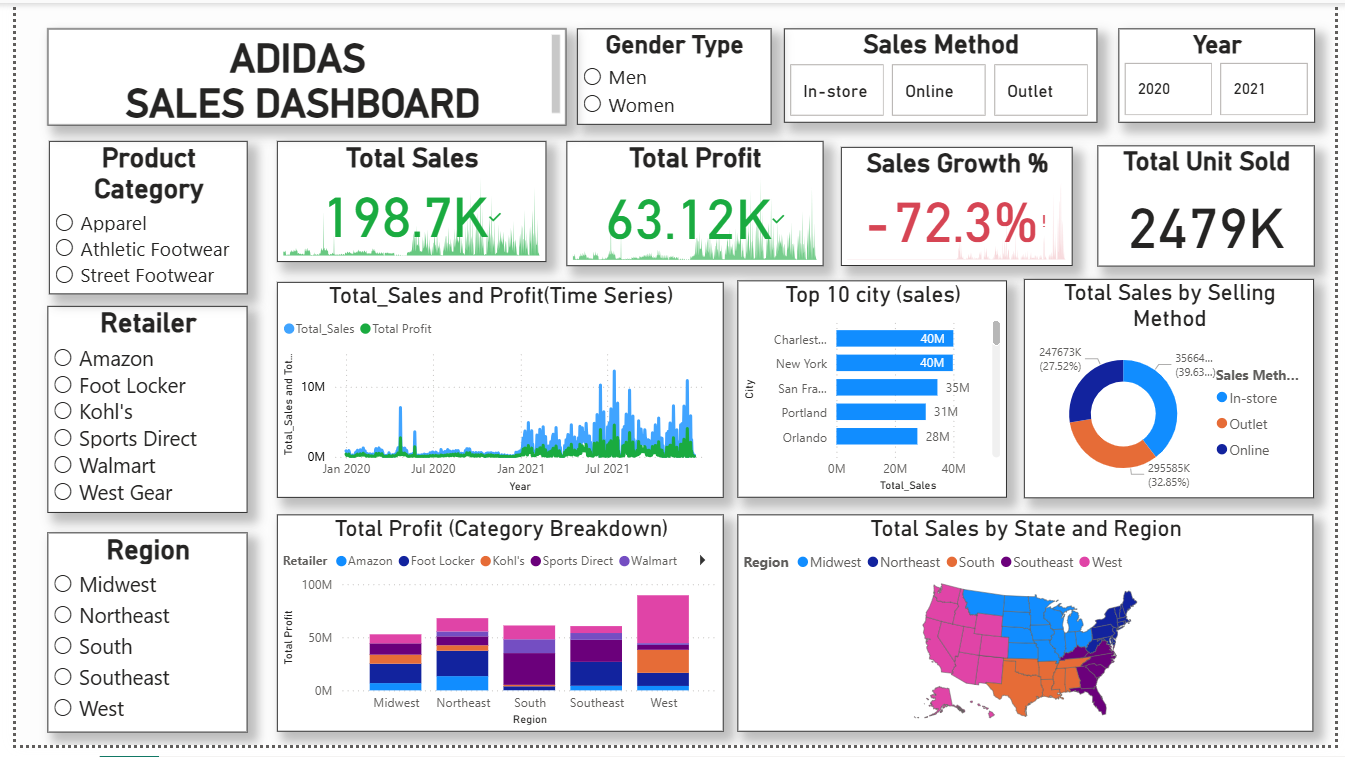 ADIDAS
SALES DASHBOARD
Gender Type
Men
Women
Sales Method
In-store
Online
Outlet
Year
2020
2021
Product
Category
Apparel
Athletic Footwear
Street Footwear
Total Sales
198.7K
Total Profit
63.12K
Sales Growth %
-72.3%
!
Total Unit Sold
2479K
Retailer
Amazon
Foot Locker
Kohl's
Sports Direct
Walmart
West Gear
Region
Midwest
Northeast
South
Southeast
West
Total_Sales and Profit(Time Series)
Total_Sales
Total Profit
Total_Sales and Tot...
10M
0M
Jan 2020
Jul 2020
Jan 2021
Jul 2021
Year
Top 10 city (sales)
City
Charlest...
40M
New York
40M
San Fra...
35M
Portland
31M
Orlando
28M
0M
20M
40M
Total_Sales
Total Sales by Selling
Method
247673K
(27.52%)
35664...
(39.63...)
295585K
(32.85%)
Sales Meth...
In-store
Outlet
Online
Total Profit (Category Breakdown)
Retailer
Amazon
Foot Locker
Kohl's
Sports Direct
Walmart
Total Profit
100M
50M
0M
Midwest
Northeast
South
Southeast
West
Region
Total Sales by State and Region
Region
Midwest
Northeast
South
Southeast
West